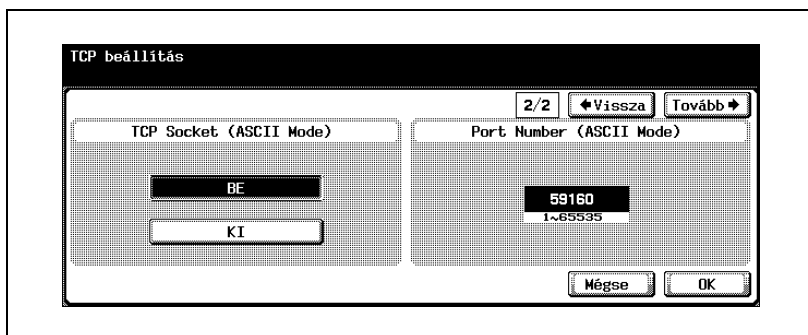 TCP beállítás
2/2 🡸Vissza Tovább🡺
TCP Socket (ASCII Mode) Port Number (ASCII Mode)
BE
59160
1~65535
KI
Mégse OK